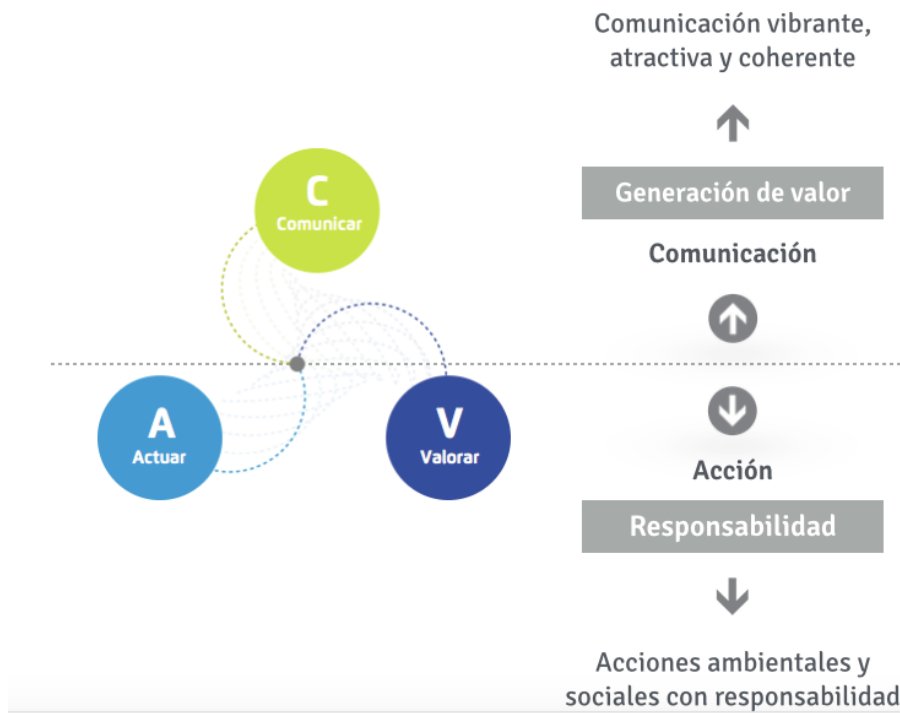 Comunicación vibrante,
atractiva y coherente
Generación de valor
Comunicación
C
Comunicar
A
Actuar
V
Valorar
Acción
Responsabilidad
Acciones ambientales y
sociales con responsabilidad